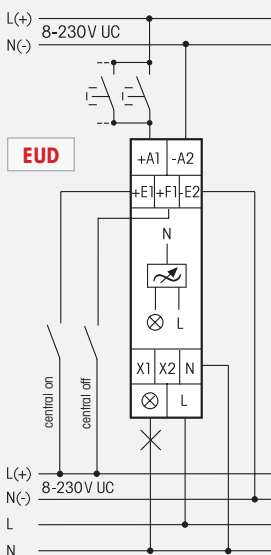 L(+)
8-230V UC
N(-)
EUD
+A1 -A2
+E1 +F1 -E2
N
L
central on
central off
X1 X2 N
L
L(+)
8-230V UC
N(-)
L
N